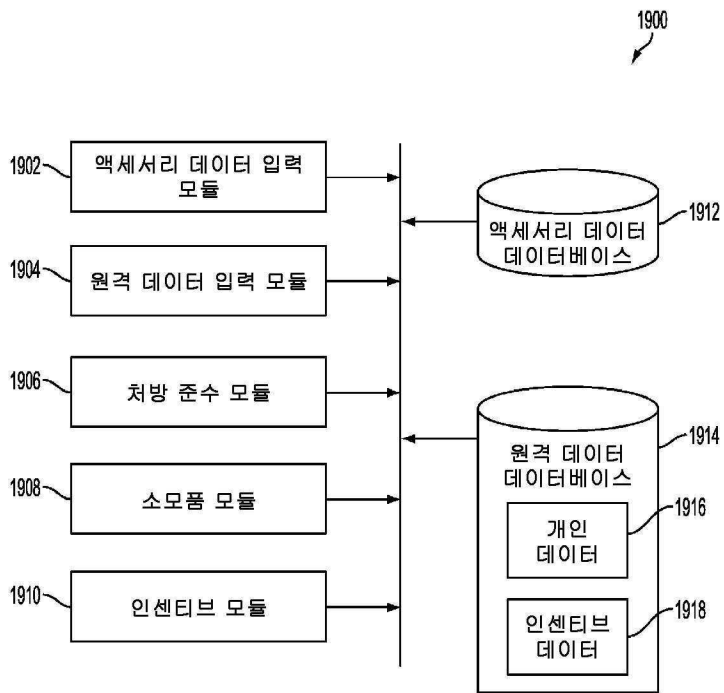 1900
1902
액세서리 데이터 입력
모듈
1904
원격 데이터 입력 모듈
1906
처방 준수 모듈
1908
소모품 모듈
1910
인센티브 모듈
1912
액세서리 데이터
데이터베이스
1914
원격 데이터
데이터베이스
1916
개인
데이터
1918
인센티브
데이터